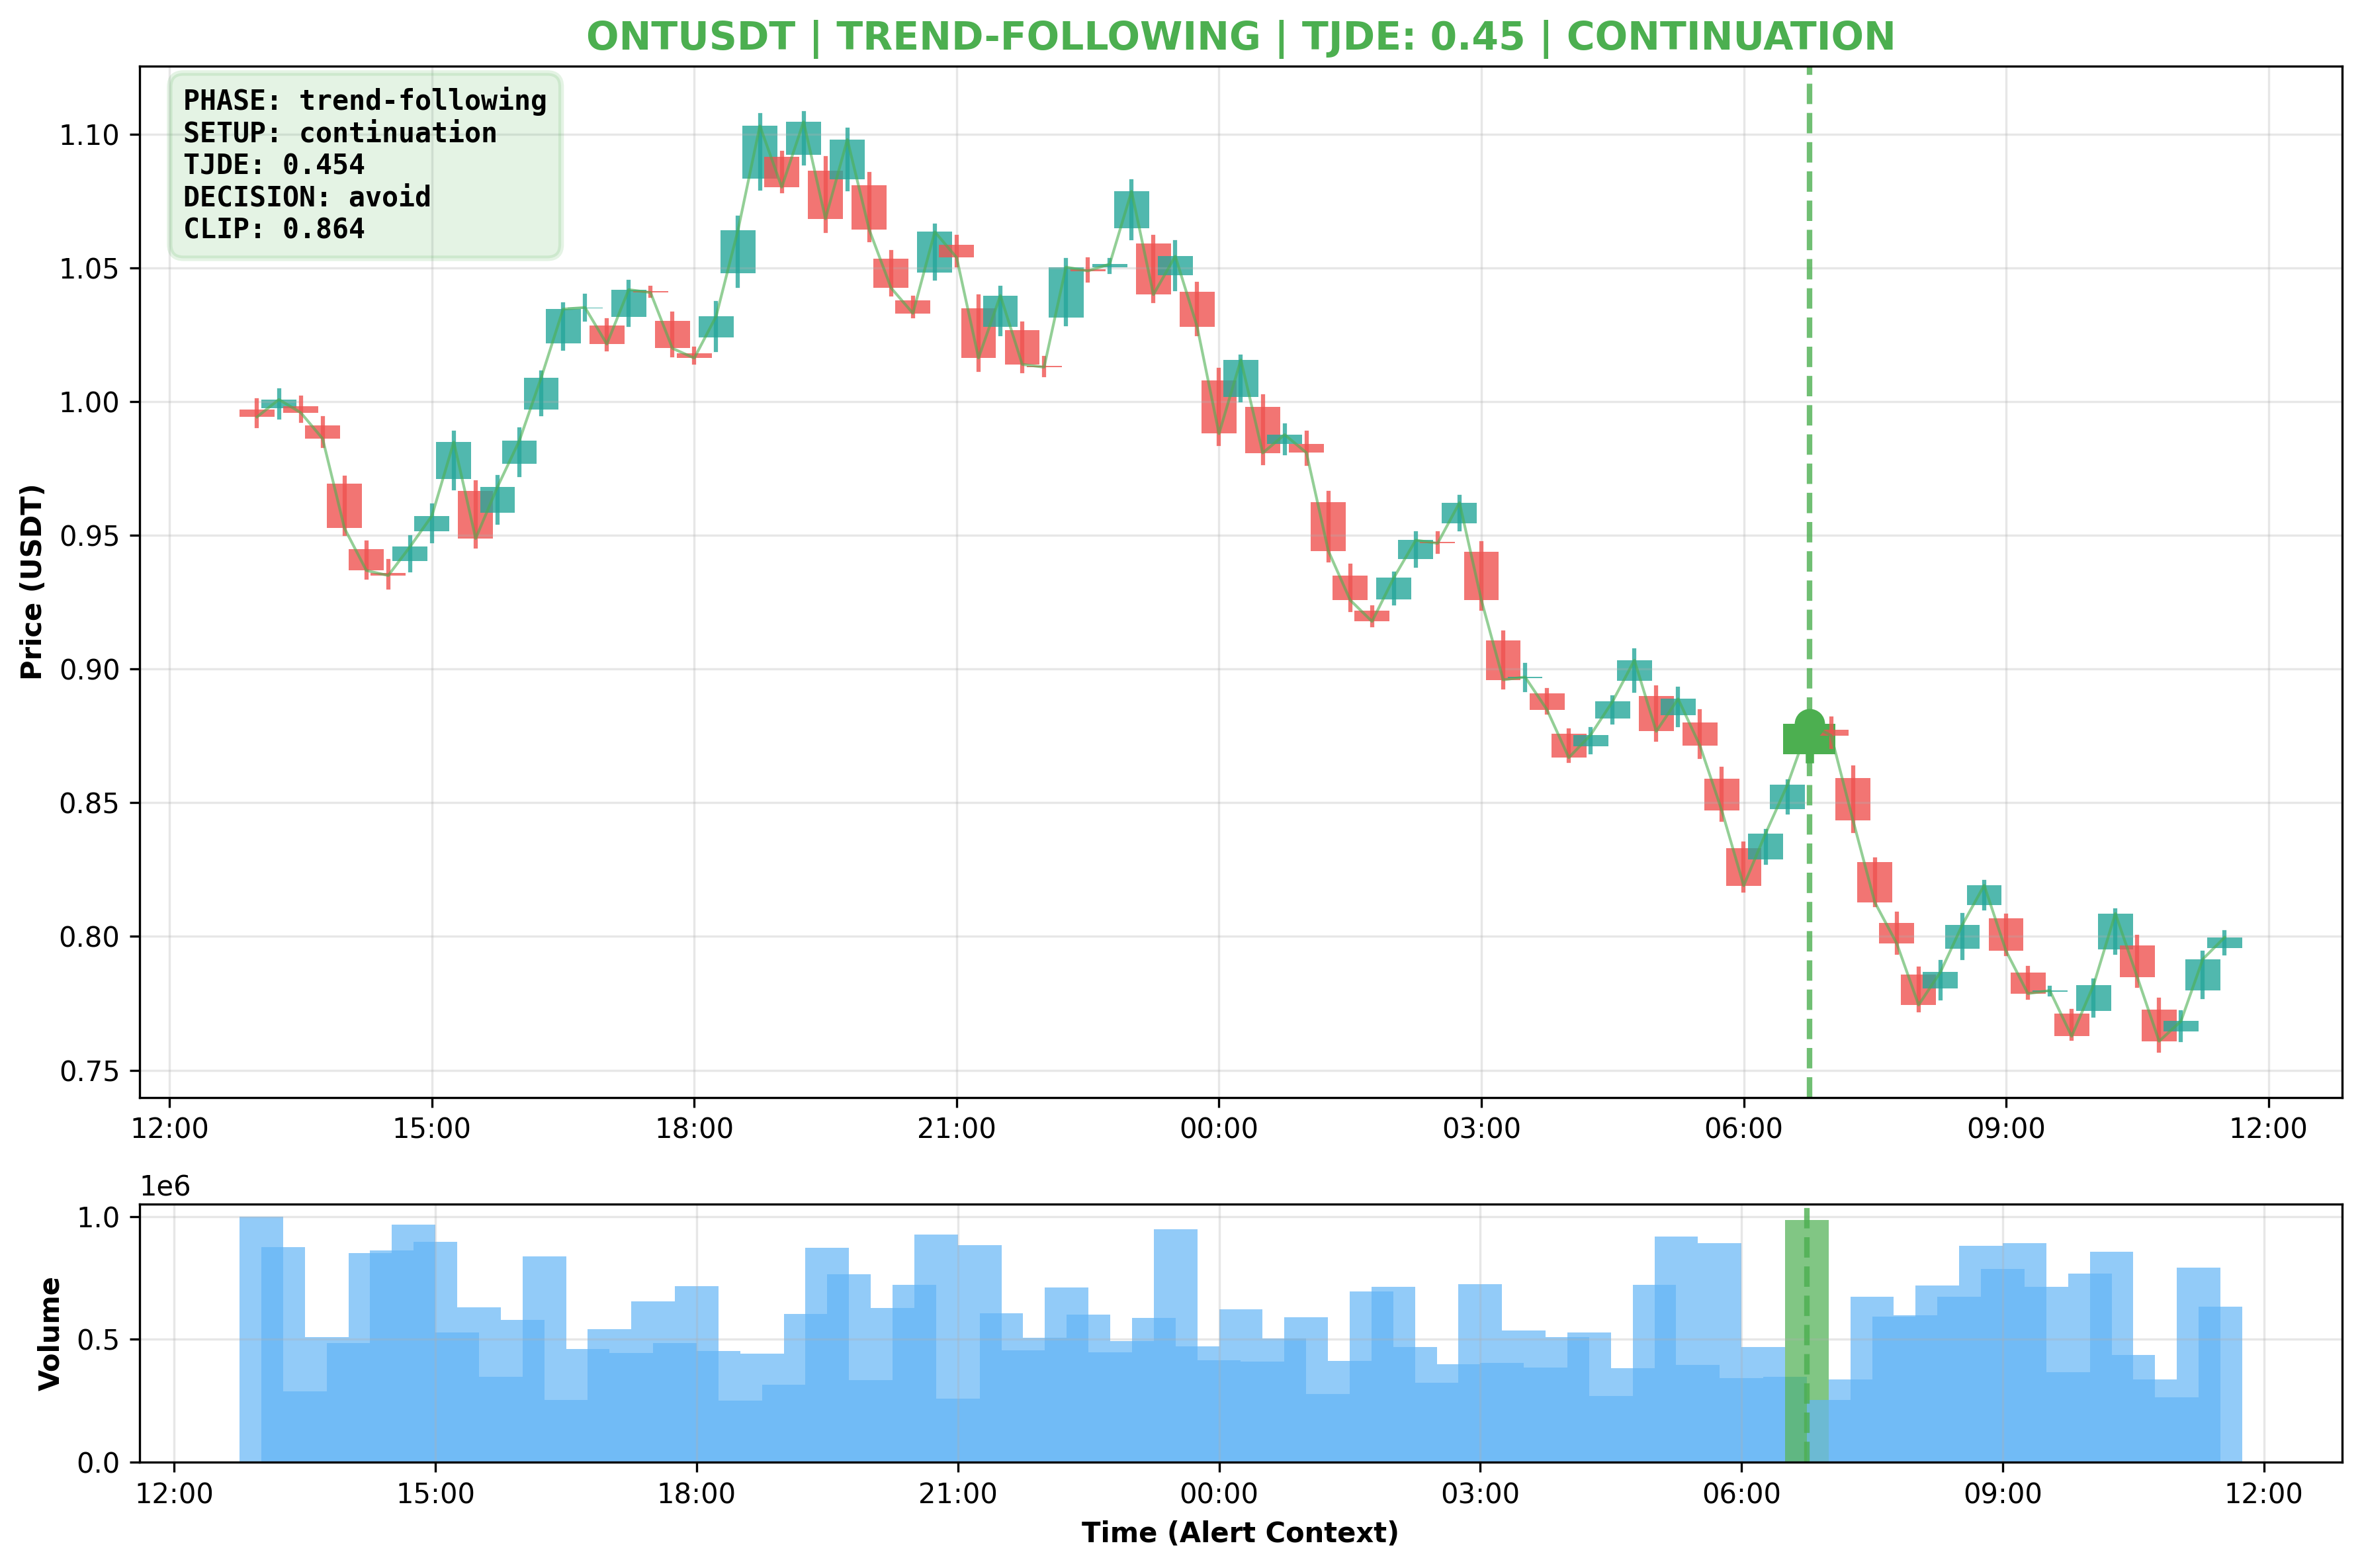 ONTUSDT | TREND-FOLLOWING | TJDE: 0.45 | CONTINUATION
PHASE: trend-following
SETUP: continuation
TJDE: 0.454
DECISION: avoid
CLIP: 0.864
Price (USDT)
1.10
1.05
1.00
0.95
0.90
0.85
0.80
0.75
12:00 15:00 18:00 21:00 00:00 03:00 06:00 09:00 12:00
1e6
Volume
1.0
0.5
0.0
12:00 15:00 18:00 21:00 00:00 03:00 06:00 09:00 12:00
Time (Alert Context)